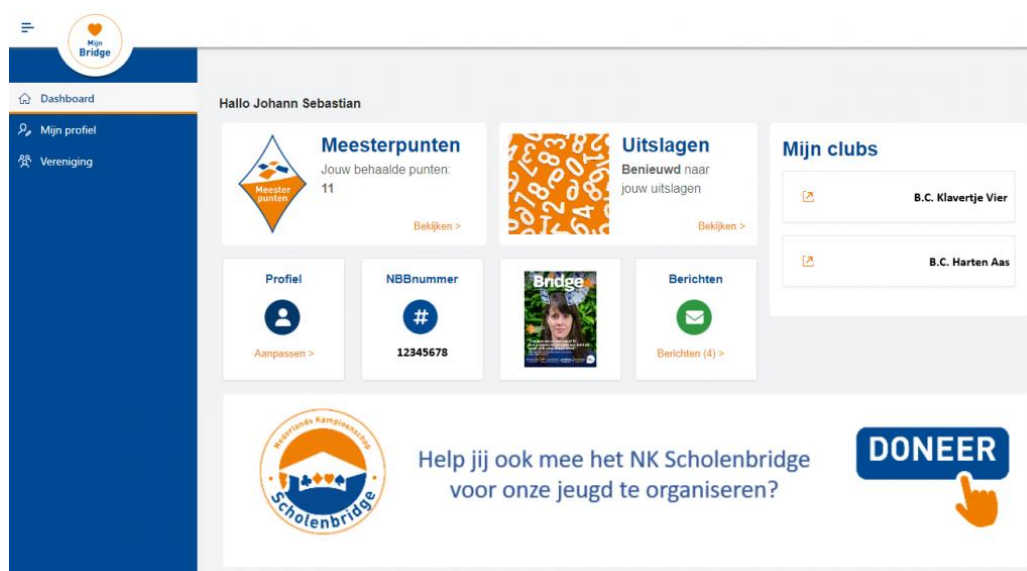 Mijn
Bridge
Dashboard
Mijn profiel
Vereniging
Hallo Johann Sebastian
Meester
punten
Meesterpunten
Jouw behaalde punten:
11
Bekijken >
Uitslagen
Benieuwd naar
jouw uitslagen
Bekijken >
Mijn clubs
B.C. Klavertje Vier
B.C. Harten Aas
Profiel
Aanpassen >
NBBnummer
#
12345678
Bridge
Berichten
Berichten (4) >
Nederlands Kampioenschap
Scholenbridge
Help jij ook mee het NK Scholenbridge
voor onze jeugd te organiseren?
DONEER